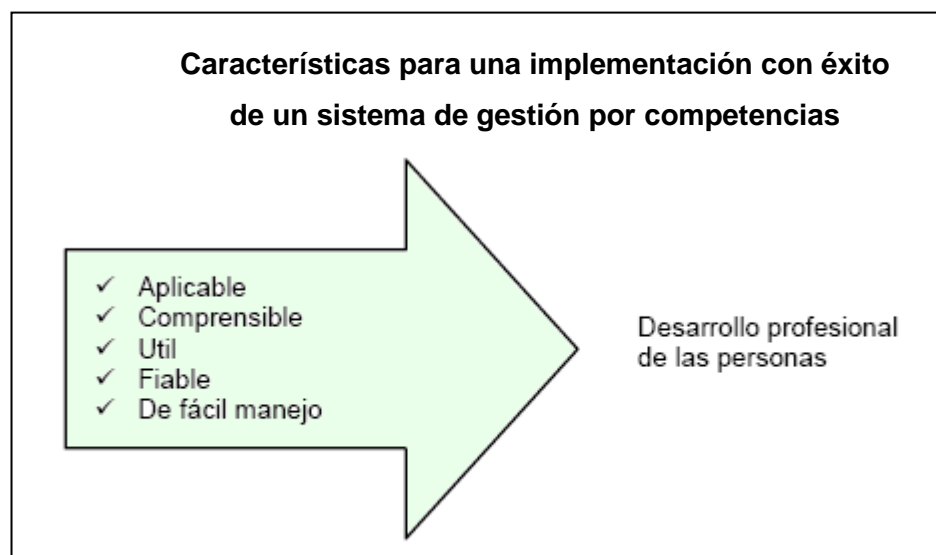 Características para una implementación con éxito
de un sistema de gestión por competencias
✓ Aplicable
✓ Comprensible
✓ Util
✓ Fiable
✓ De fácil manejo
Desarrollo profesional
de las personas